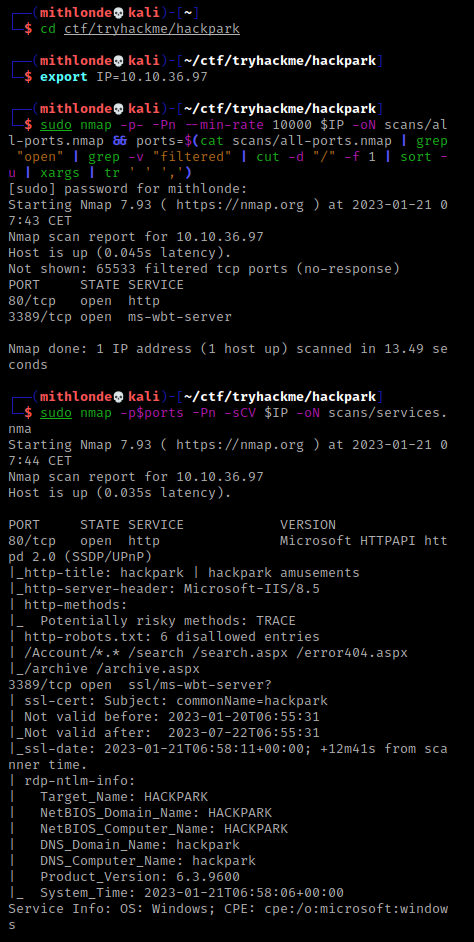 ┌──(mithlonde💀kali)-[~]
└─$ cd ctf/tryhackme/hackpark
┌──(mithlonde💀kali)-[~/ctf/tryhackme/hackpark]
└─$ export IP=10.10.36.97
┌──(mithlonde💀kali)-[~/ctf/tryhackme/hackpark]
└─$ sudo nmap -p- -Pn --min-rate 10000 $IP -oN scans/al
l-ports.nmap && ports=$(cat scans/all-ports.nmap | grep
 "open" | grep -v "filtered" | cut -d "/" -f 1 | sort -
u | xargs | tr ' ' ',')
[sudo] password for mithlonde:
Starting Nmap 7.93 ( https://nmap.org ) at 2023-01-21 0
7:43 CET
Nmap scan report for 10.10.36.97
Host is up (0.045s latency).
Not shown: 65533 filtered tcp ports (no-response)
PORT     STATE SERVICE
80/tcp   open  http
3389/tcp open  ms-wbt-server
Nmap done: 1 IP address (1 host up) scanned in 13.49 se
conds
┌──(mithlonde💀kali)-[~/ctf/tryhackme/hackpark]
└─$ sudo nmap -p$ports -Pn -sCV $IP -oN scans/services.
nma
Starting Nmap 7.93 ( https://nmap.org ) at 2023-01-21 0
7:44 CET
Nmap scan report for 10.10.36.97
Host is up (0.035s latency).
PORT     STATE SERVICE            VERSION
80/tcp   open  http               Microsoft HTTPAPI htt
pd 2.0 (SSDP/UPnP)
|_http-title: hackpark | hackpark amusements
|_http-server-header: Microsoft-IIS/8.5
| http-methods:
|_  Potentially risky methods: TRACE
| http-robots.txt: 6 disallowed entries
| /Account/*.* /search /search.aspx /error404.aspx
|_/archive /archive.aspx
3389/tcp open  ssl/ms-wbt-server?
| ssl-cert: Subject: commonName=hackpark
| Not valid before: 2023-01-20T06:55:31
|_Not valid after:  2023-07-22T06:55:31
|_ssl-date: 2023-01-21T06:58:11+00:00; +12m41s from sca
nner time.
| rdp-ntlm-info:
|   Target_Name: HACKPARK
|   NetBIOS_Domain_Name: HACKPARK
|   NetBIOS_Computer_Name: HACKPARK
|   DNS_Domain_Name: hackpark
|   DNS_Computer_Name: hackpark
|   Product_Version: 6.3.9600
|_  System_Time: 2023-01-21T06:58:06+00:00
Service Info: OS: Windows; CPE: cpe:/o:microsoft:window
s